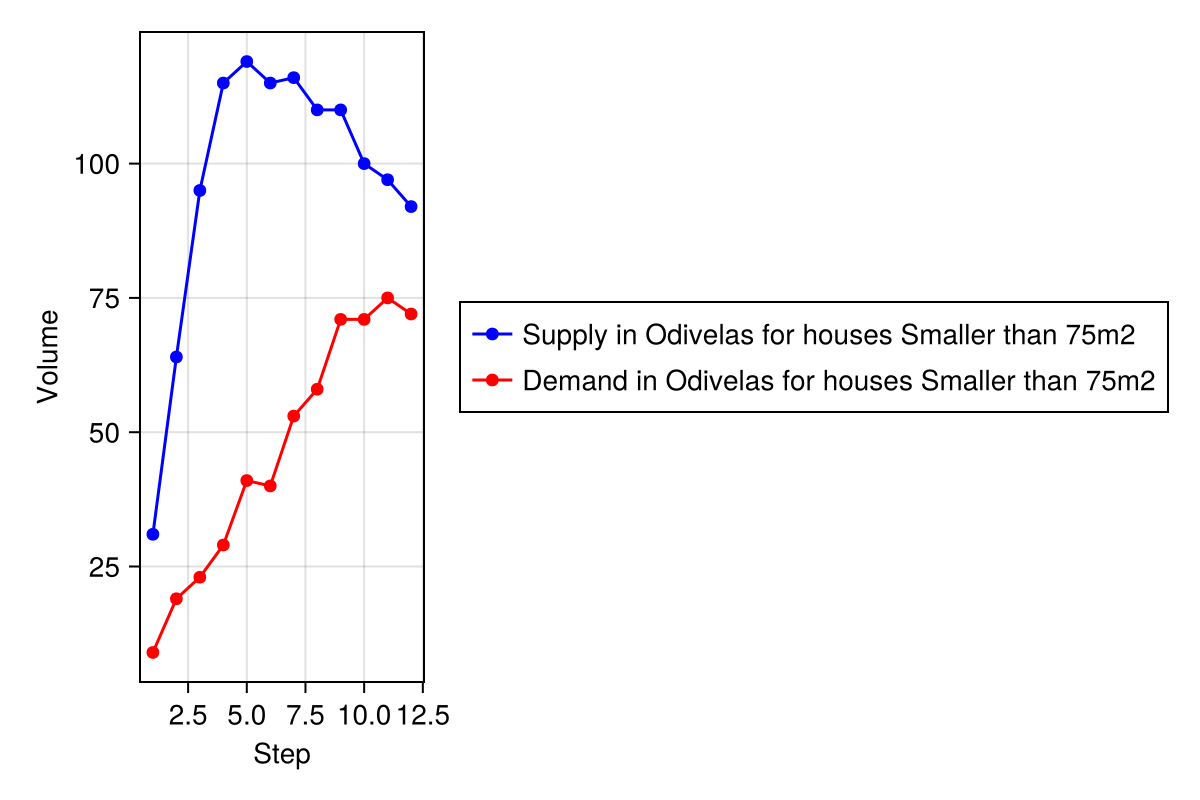 Volume
100
75
50
25
2.5 5.0 7.5 10.0 12.5
Step
Supply in Odivelas for houses Smaller than 75m2
Demand in Odivelas for houses Smaller than 75m2